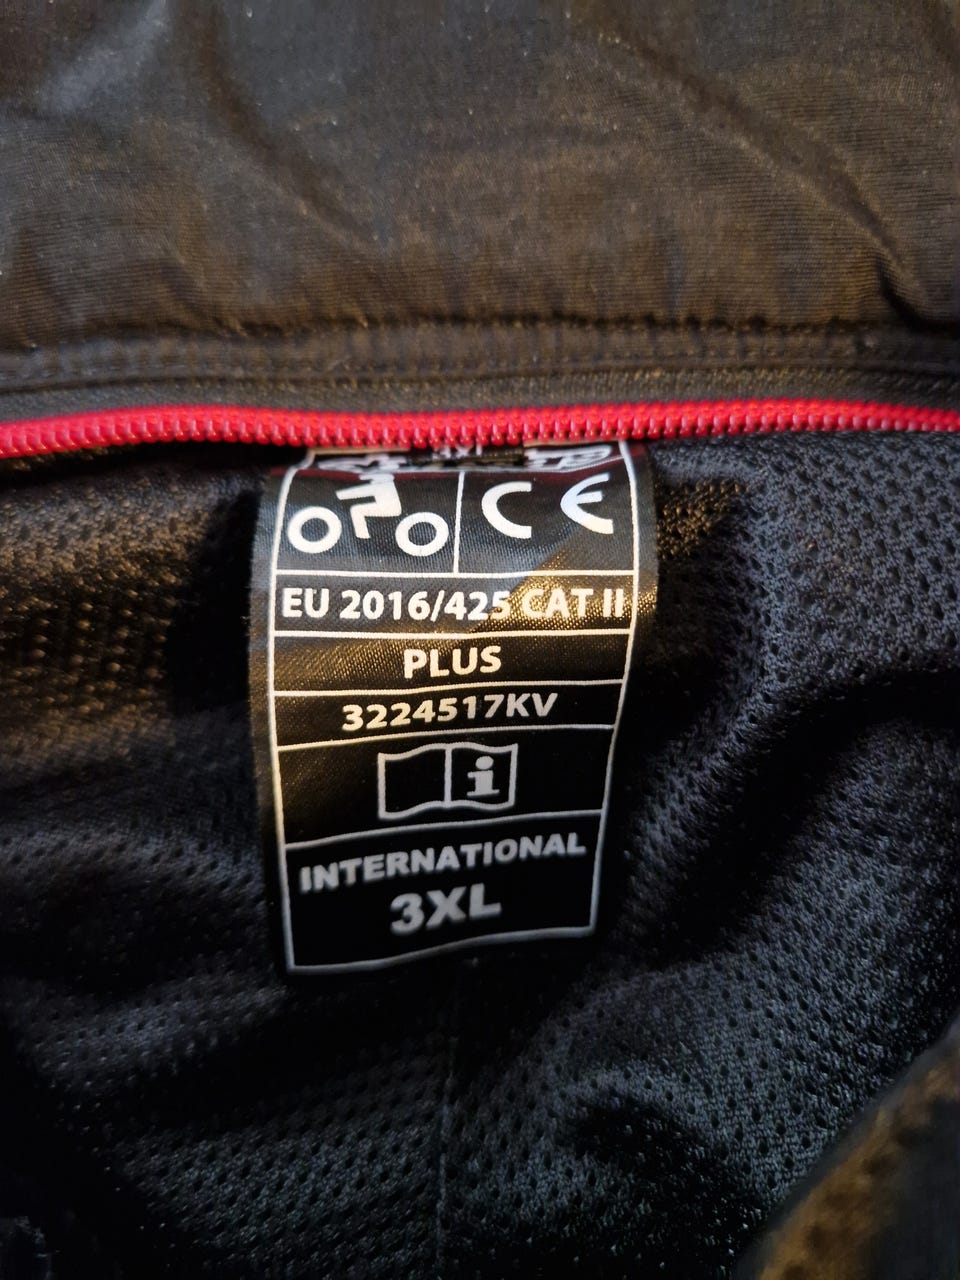 CE
EU 2016/425 CAT II
PLUS
3224517KV
i
INTERNATIONAL
3XL